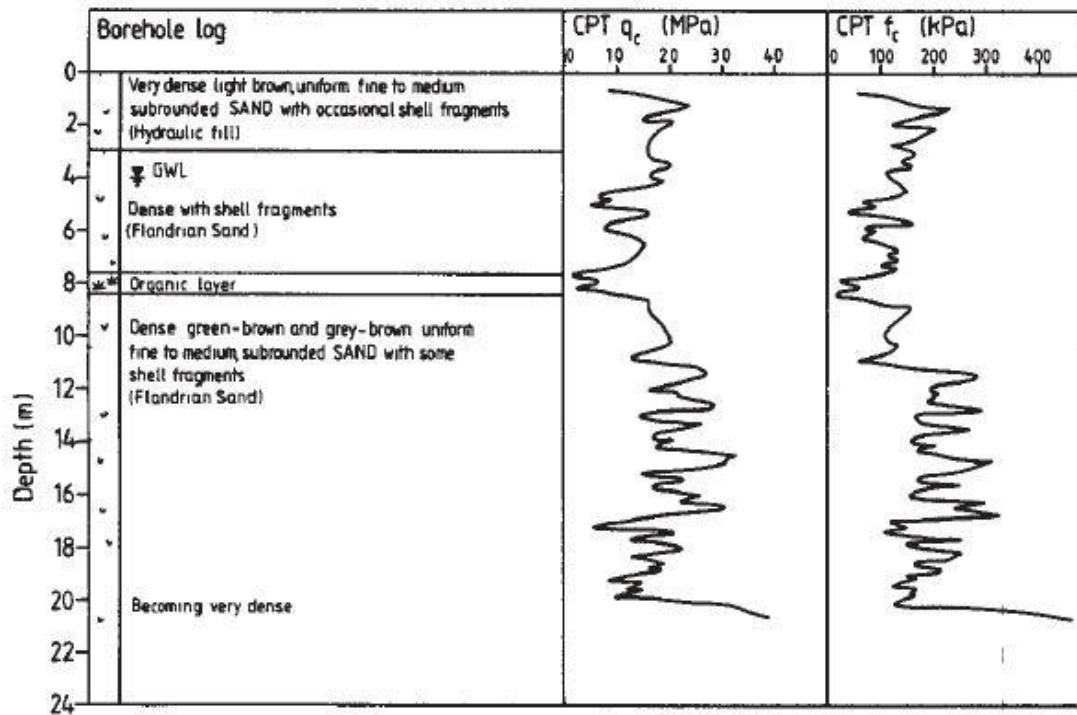 Borehole log
CPT qc (MPa)
CPT fc (kPa)
0 10 20 30 40
0 100 200 300 400
0
Very dense light brown, uniform fine to medium
subrounded SAND with occasional shell fragments
2
(Hydraulic fill)
4
GWL
Dense with shell fragments
6
(Flandrian Sand)
8
Organic layer
10
Dense green-brown and grey-brown uniform
fine to medium, subrounded SAND with some
shell fragments
12
(Flandrian Sand)
14
16
18
20
Becoming very dense
22
24
Depth (m)